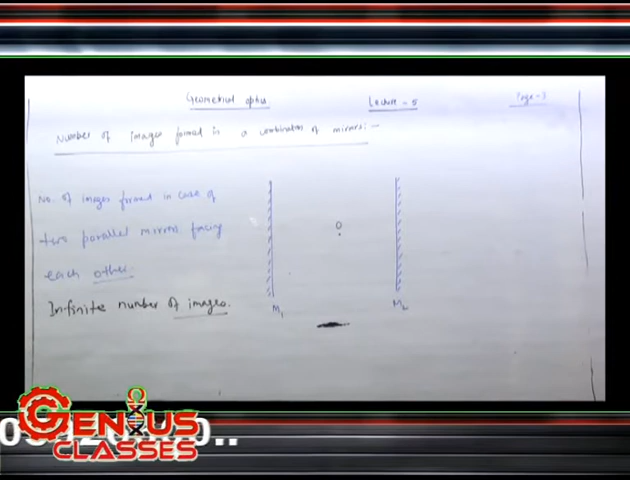 Geometrical optics
Lecture - 5
Page - 3
Number of images formed in a combination of mirrors: -
No. of images formed in case of
two parallel mirrors facing
each other.
Infinite number of images.
O
M1
M2
GENIUS
CLASSES